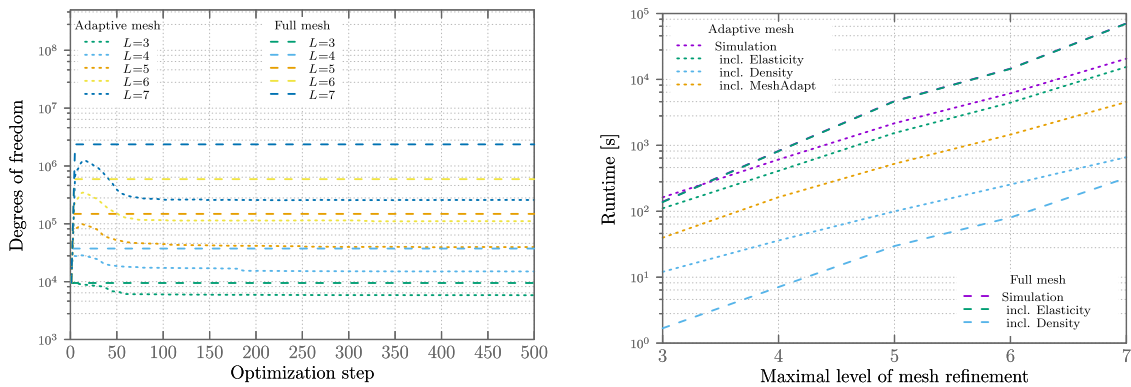 Adaptive mesh Full mesh
L=3 L=3
L=4 L=4
L=5 L=5
L=6 L=6
L=7 L=7
10^8
10^7
10^6
10^5
10^4
10^3
Degrees of freedom
0 50 100 150 200 250 300 350 400 450 500
Optimization step
Adaptive mesh
Simulation
incl. Elasticity
incl. Density
incl. MeshAdapt
10^5
10^4
10^3
10^2
10^1
10^0
Runtime [s]
Full mesh
Simulation
incl. Elasticity
incl. Density
3 4 5 6 7
Maximal level of mesh refinement